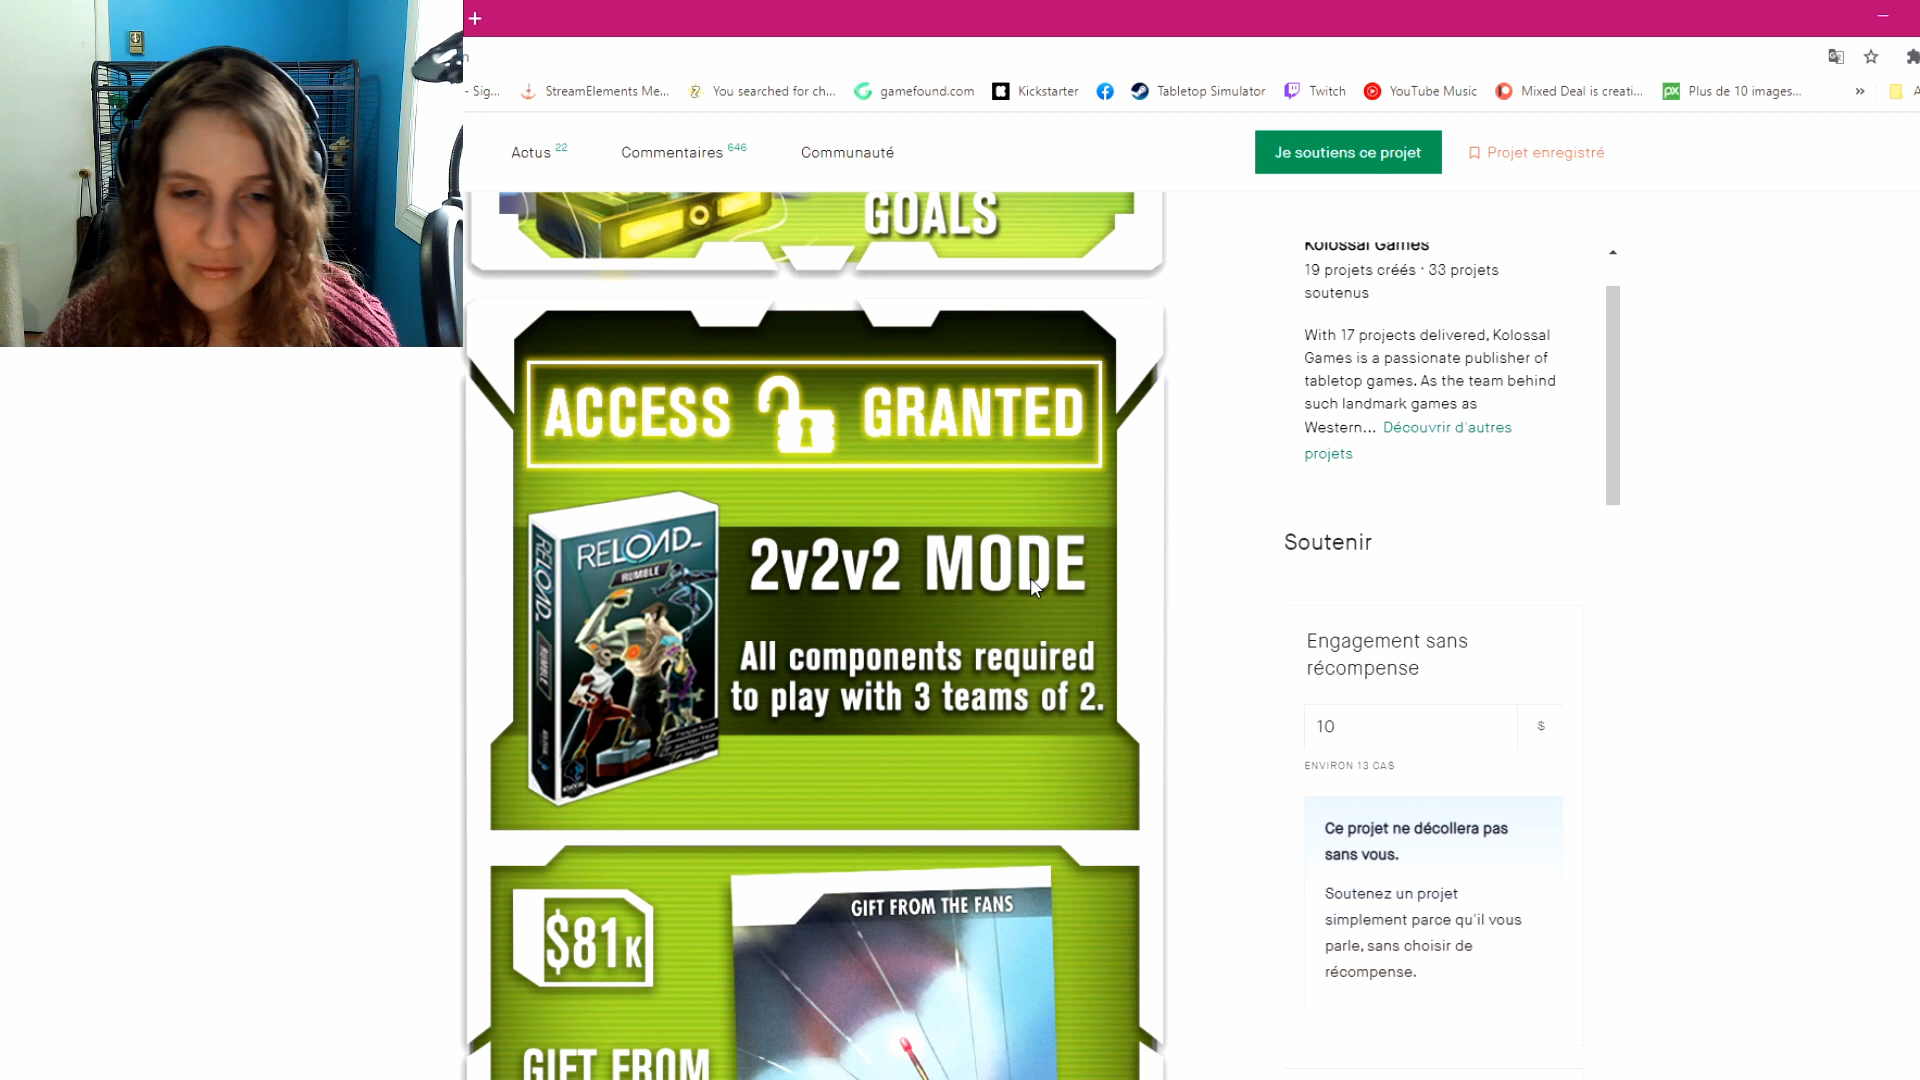 - Sig...
StreamElements Me...
You searched for ch...
gamefound.com
Kickstarter
Tabletop Simulator
Twitch
YouTube Music
Mixed Deal is creati...
Plus de 10 images...
»
Actus 22
Commentaires 646
Communauté
Je soutiens ce projet
Projet enregistré
GOALS
ACCESS GRANTED
RELOAD_
RUMBLE
RELOAD_
RUMBLE
2v2v2 MODE
All components required
to play with 3 teams of 2.
$81K
GIFT FROM THE FANS
GIFT FROM
Kolossal Games
19 projets créés · 33 projets
soutenus
With 17 projects delivered, Kolossal
Games is a passionate publisher of
tabletop games. As the team behind
such landmark games as
Western... Découvrir d'autres
projets
Soutenir
Engagement sans
récompense
10 $
ENVIRON 13 CA$
Ce projet ne décollera pas
sans vous.
Soutenez un projet
simplement parce qu'il vous
parle, sans choisir de
récompense.